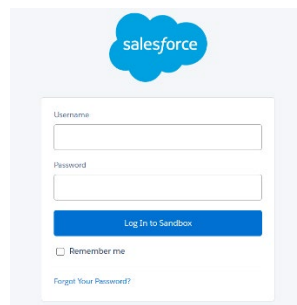 salesforce
Username
Password
Log In to Sandbox
Remember me
Forgot Your Password?